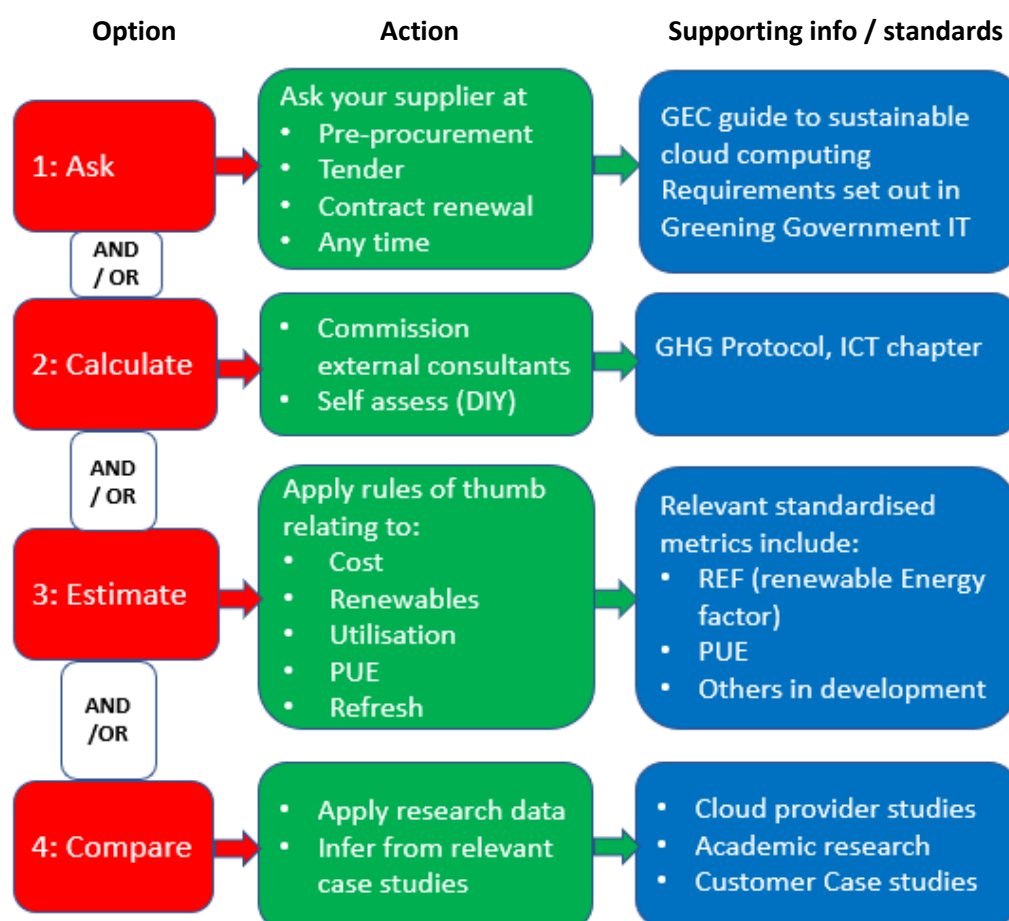 Option Action Supporting info / standards
1: Ask
Ask your supplier at
• Pre-procurement
• Tender
• Contract renewal
• Any time
GEC guide to sustainable
cloud computing
Requirements set out in
Greening Government IT
AND
/ OR
2: Calculate
• Commission
external consultants
• Self assess (DIY)
GHG Protocol, ICT chapter
AND
/ OR
3: Estimate
Apply rules of thumb
relating to:
• Cost
• Renewables
• Utilisation
• PUE
• Refresh
Relevant standardised
metrics include:
• REF (renewable Energy
factor)
• PUE
• Others in development
AND
/OR
4: Compare
• Apply research data
• Infer from relevant
case studies
• Cloud provider studies
• Academic research
• Customer Case studies